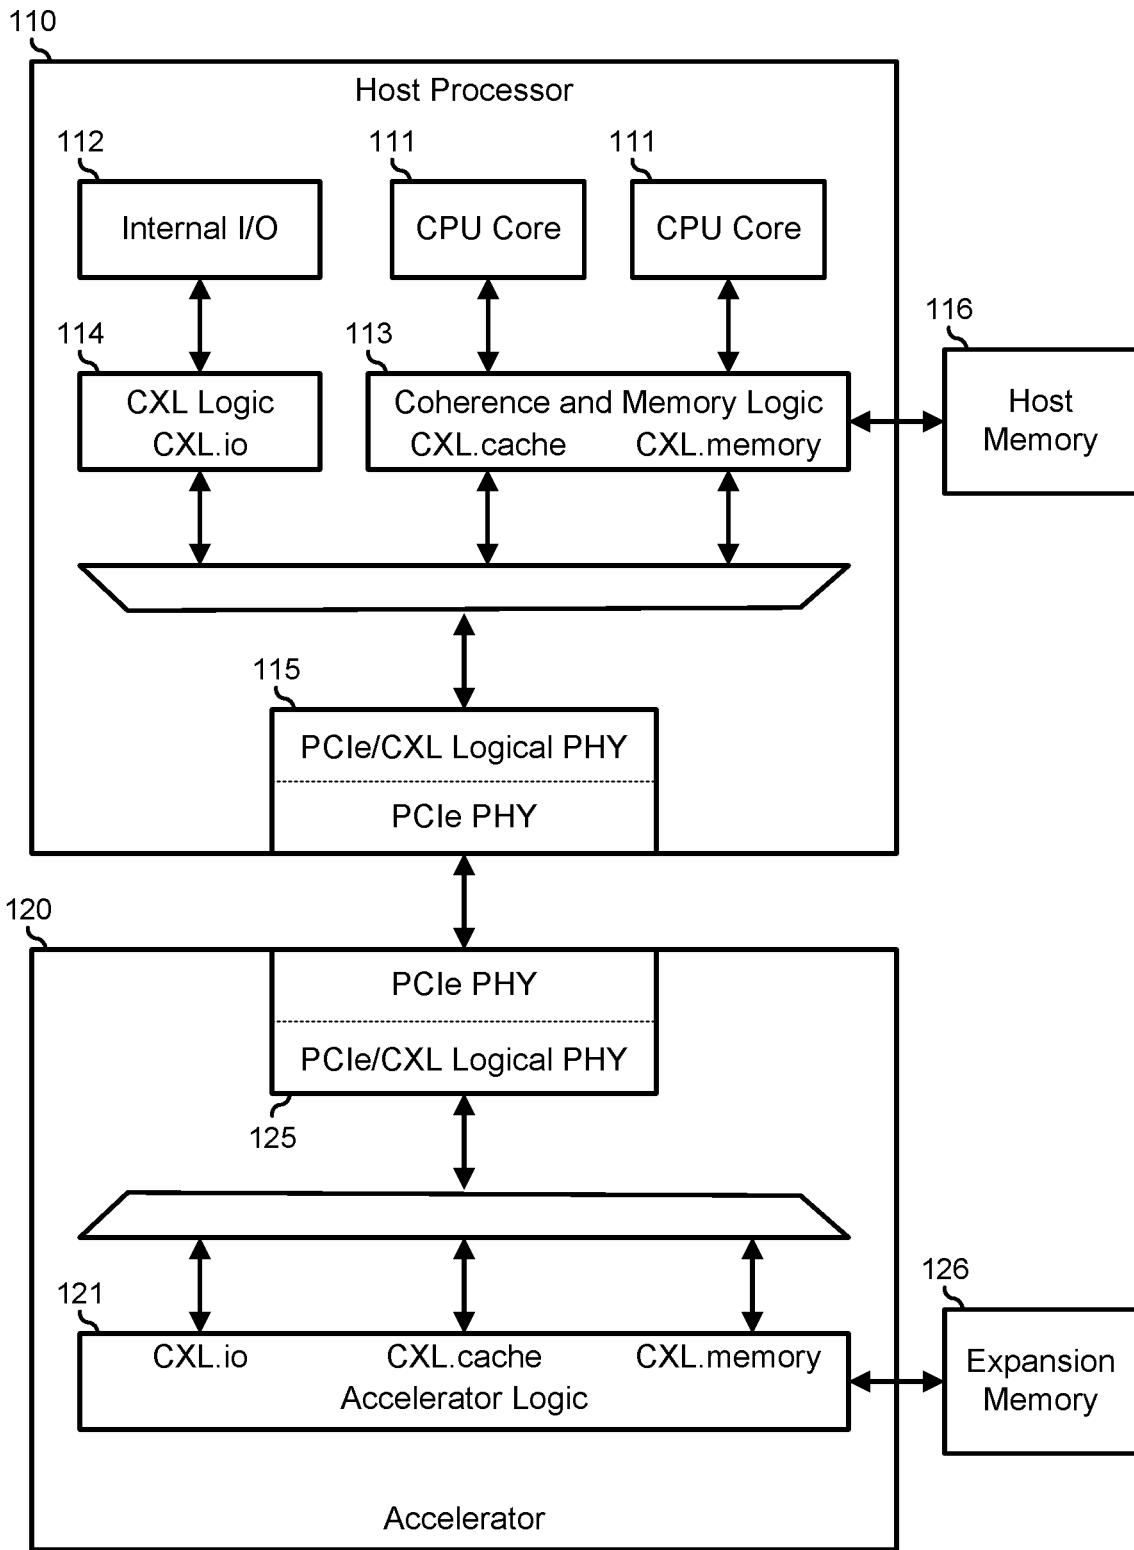 110
Host Processor
112
111
111
Internal I/O
CPU Core
CPU Core
114
113
116
CXL Logic
CXL.io
Coherence and Memory Logic
CXL.cache
CXL.memory
Host
Memory
115
PCIe/CXL Logical PHY
PCIe PHY
120
PCIe PHY
PCIe/CXL Logical PHY
125
121
126
CXL.io
CXL.cache
CXL.memory
Accelerator Logic
Expansion
Memory
Accelerator